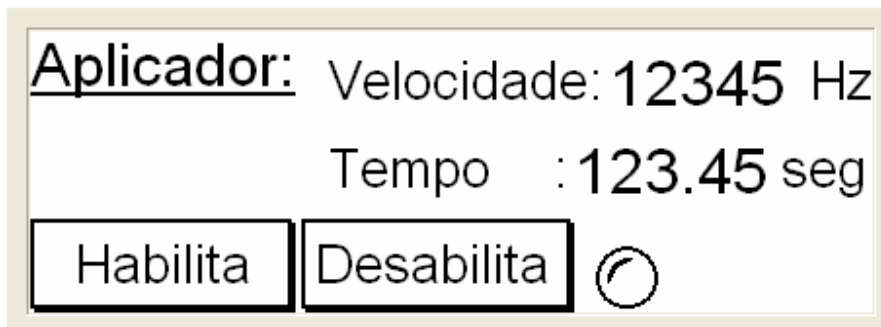 Aplicador: Velocidade: 12345 Hz
Tempo : 123.45 seg
Habilita Desabilita